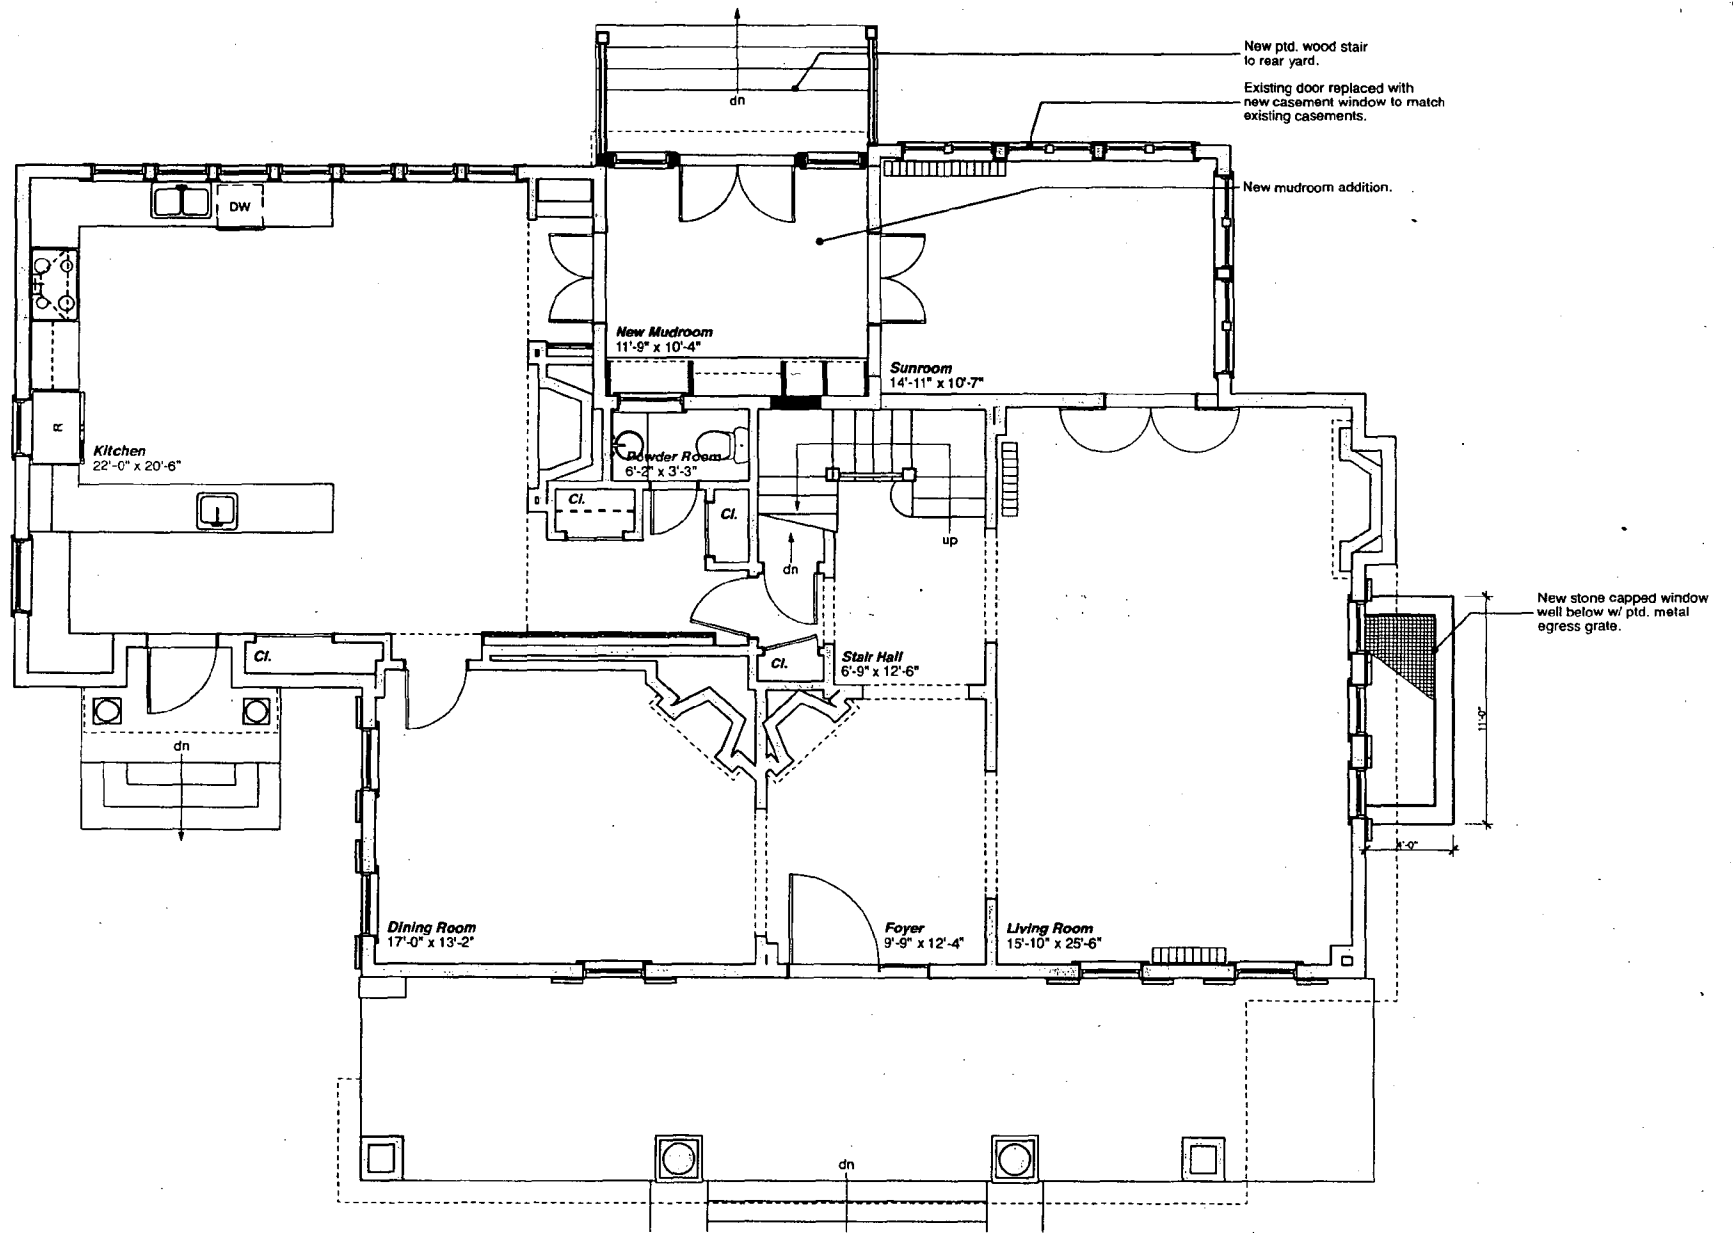 New ptd. wood stair
to rear yard.
Existing door replaced with
new casement window to match
existing casements.
dn
New mudroom addition.
DW
New Mudroom
11'-9" x 10'-4"
Sunroom
14'-11" x 10'-7"
R
Kitchen
22'-0" x 20'-6"
Powder Room
6'-2" x 3'-3"
Cl.
Cl.
up
dn
New stone capped window
well below w/ ptd. metal
egress grate.
Cl.
Cl.
Stair Hall
6'-9" x 12'-6"
11'-0"
dn
4'-0"
Dining Room
17'-0" x 13'-2"
Foyer
9'-9" x 12'-4"
Living Room
15'-10" x 25'-6"
dn